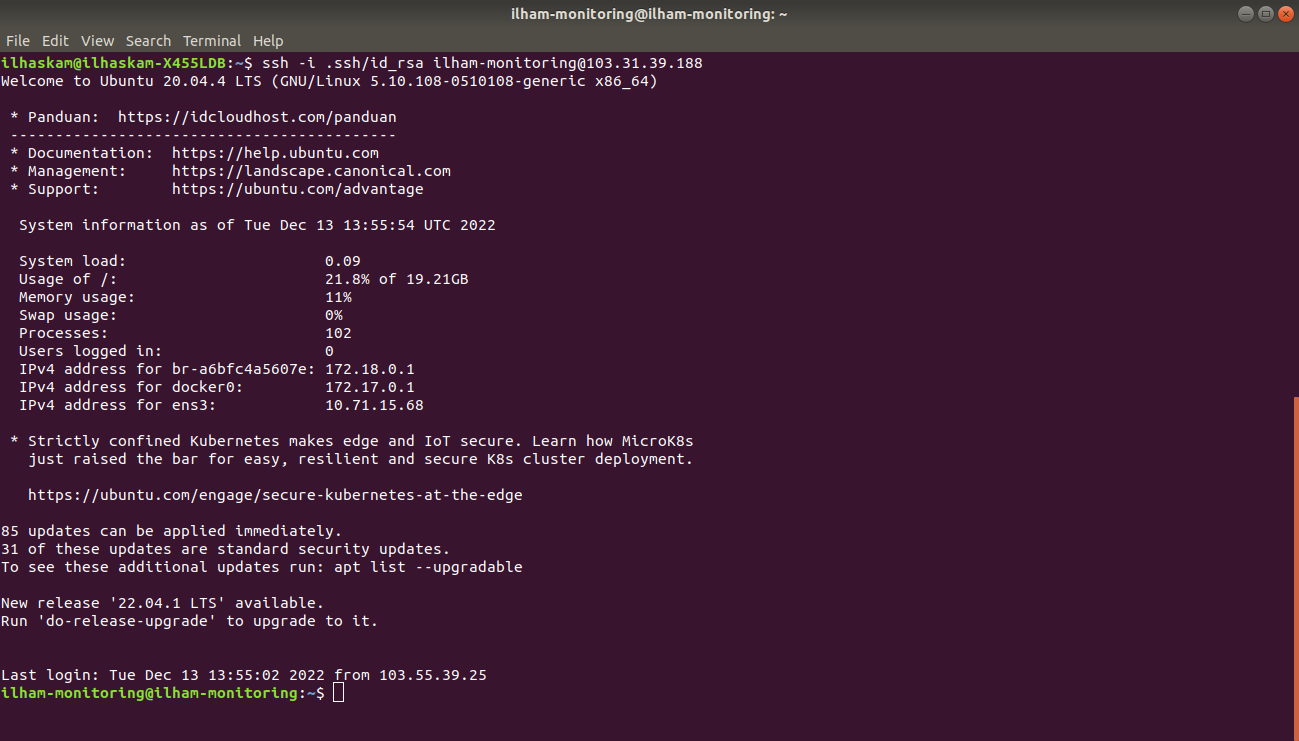 ilham-monitoring@ilham-monitoring: ~
File Edit View Search Terminal Help
ilhaskam@ilhaskam-X455LDB:~$ ssh -i .ssh/id_rsa ilham-monitoring@103.31.39.188
Welcome to Ubuntu 20.04.4 LTS (GNU/Linux 5.10.108-0510108-generic x86_64)
* Panduan:  https://idcloudhost.com/panduan
-------------------------------------------
* Documentation:  https://help.ubuntu.com
* Management:     https://landscape.canonical.com
* Support:        https://ubuntu.com/advantage
System information as of Tue Dec 13 13:55:54 UTC 2022
System load:                      0.09
Usage of /:                       21.8% of 19.21GB
Memory usage:                     11%
Swap usage:                       0%
Processes:                        102
Users logged in:                  0
IPv4 address for br-a6bfc4a5607e: 172.18.0.1
IPv4 address for docker0:         172.17.0.1
IPv4 address for ens3:            10.71.15.68
* Strictly confined Kubernetes makes edge and IoT secure. Learn how MicroK8s
just raised the bar for easy, resilient and secure K8s cluster deployment.
https://ubuntu.com/engage/secure-kubernetes-at-the-edge
85 updates can be applied immediately.
31 of these updates are standard security updates.
To see these additional updates run: apt list --upgradable
New release '22.04.1 LTS' available.
Run 'do-release-upgrade' to upgrade to it.
Last login: Tue Dec 13 13:55:02 2022 from 103.55.39.25
ilham-monitoring@ilham-monitoring:~$